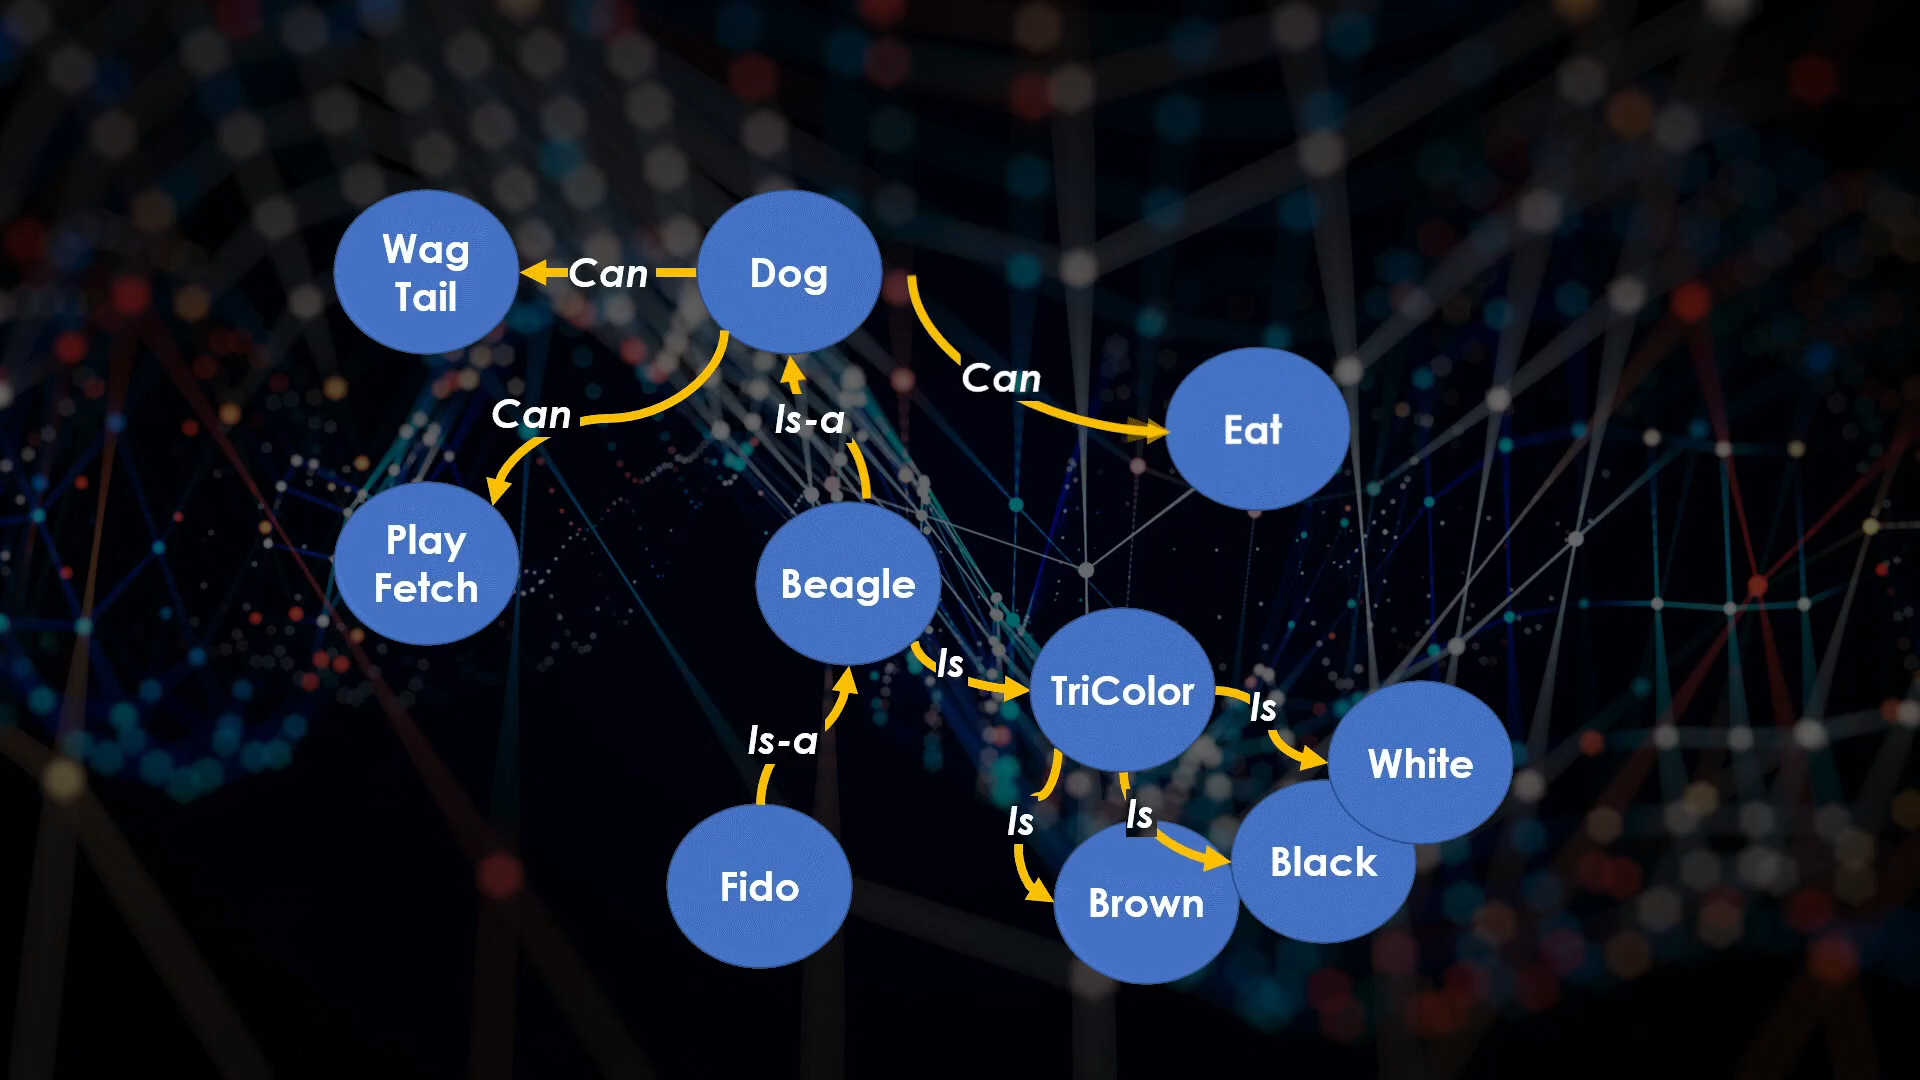 Wag
Tail
Can
Dog
Can
Can
Is-a
Eat
Play
Fetch
Beagle
Is
TriColor
Is
Is-a
White
Is
Is
Black
Fido
Brown